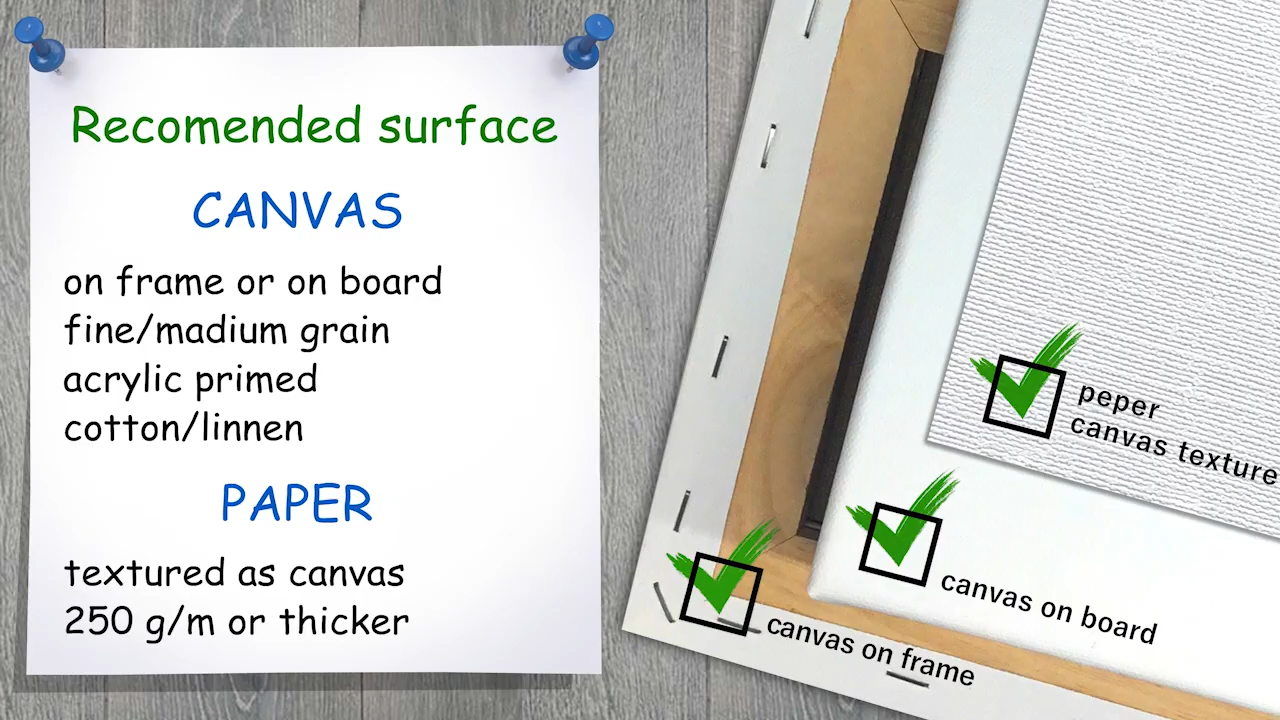 Recomended surface
CANVAS
on frame or on board
fine/madium grain
acrylic primed
cotton/linnen
PAPER
textured as canvas
250 g/m or thicker
peper
canvas texture
canvas on board
canvas on frame